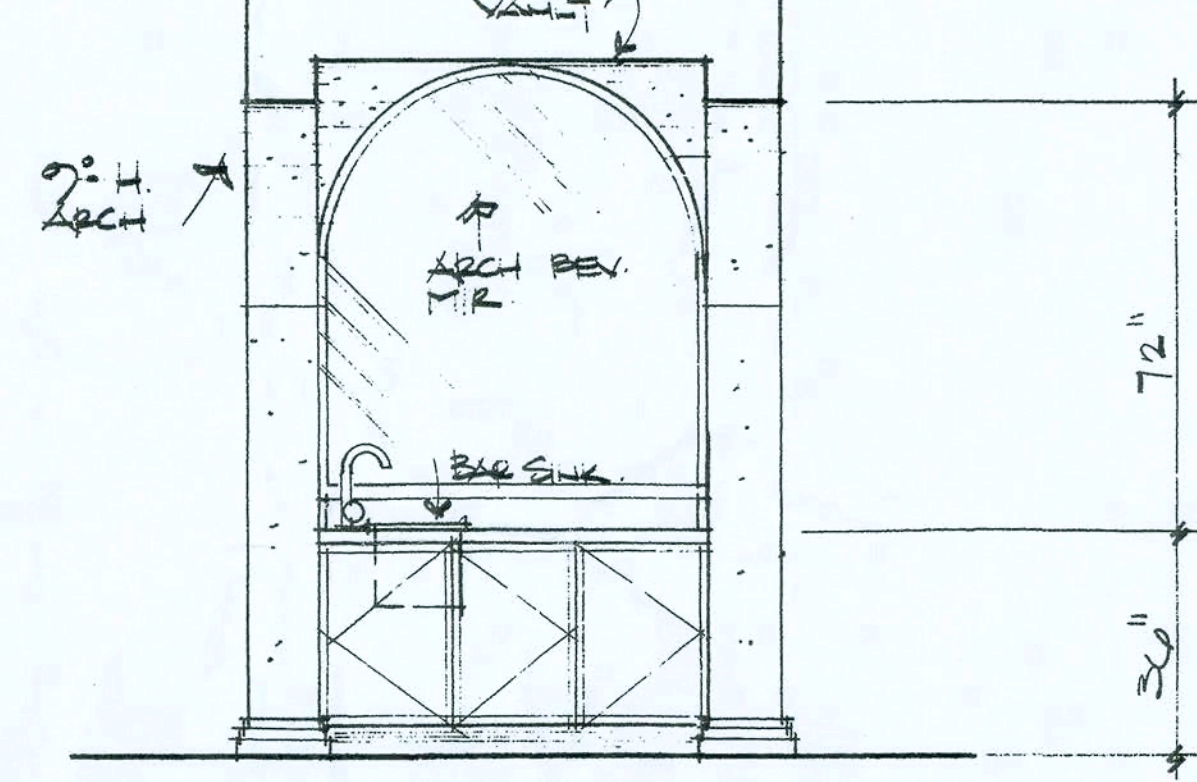 VAULT
9° H.
ARCH
ARCH BEV.
MIR
72"
BAR SINK.
36"